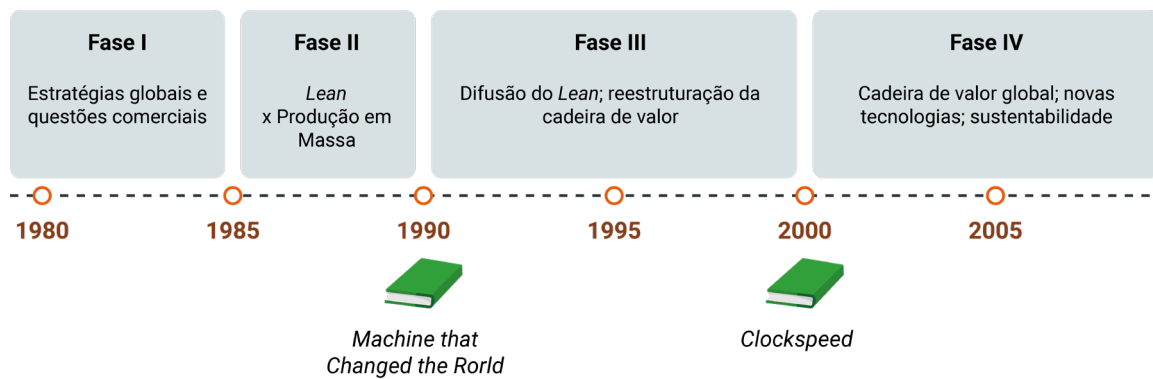 Fase I
Estratégias globais e
questões comerciais
Fase II
Lean
x Produção em
Massa
Fase III
Difusão do Lean; reestruturação da
cadeira de valor
Fase IV
Cadeira de valor global; novas
tecnologias; sustentabilidade
1980
1985
1990
1995
2000
2005
Machine that
Changed the Rorld
Clockspeed